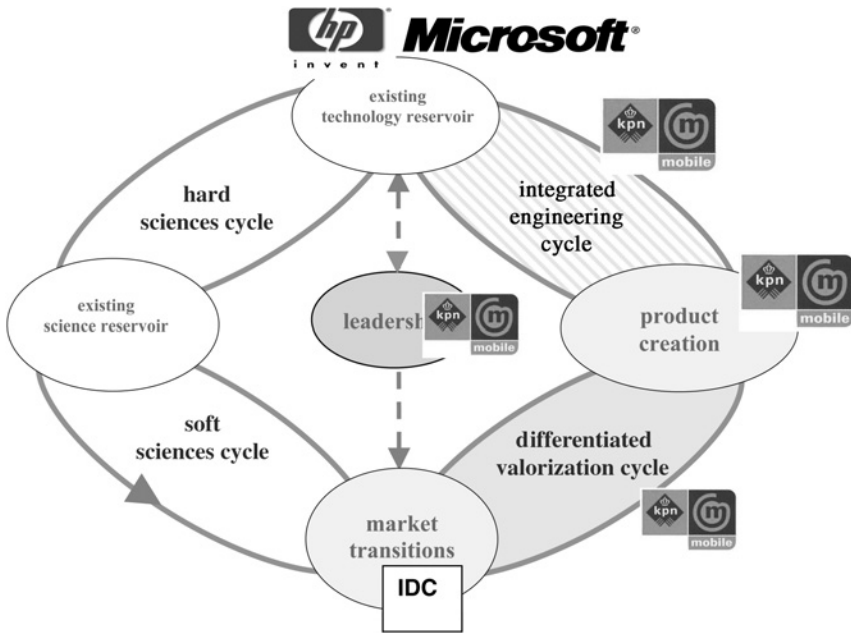 hp Microsoft
invent
existing
technology reservoir
kpn m
mobile
hard
sciences cycle
integrated
engineering
cycle
existing
science reservoir
leadersh
kpn m
mobile
product
creation
kpn m
mobile
soft
sciences cycle
differentiated
valorization cycle
kpn m
mobile
market
transitions
IDC